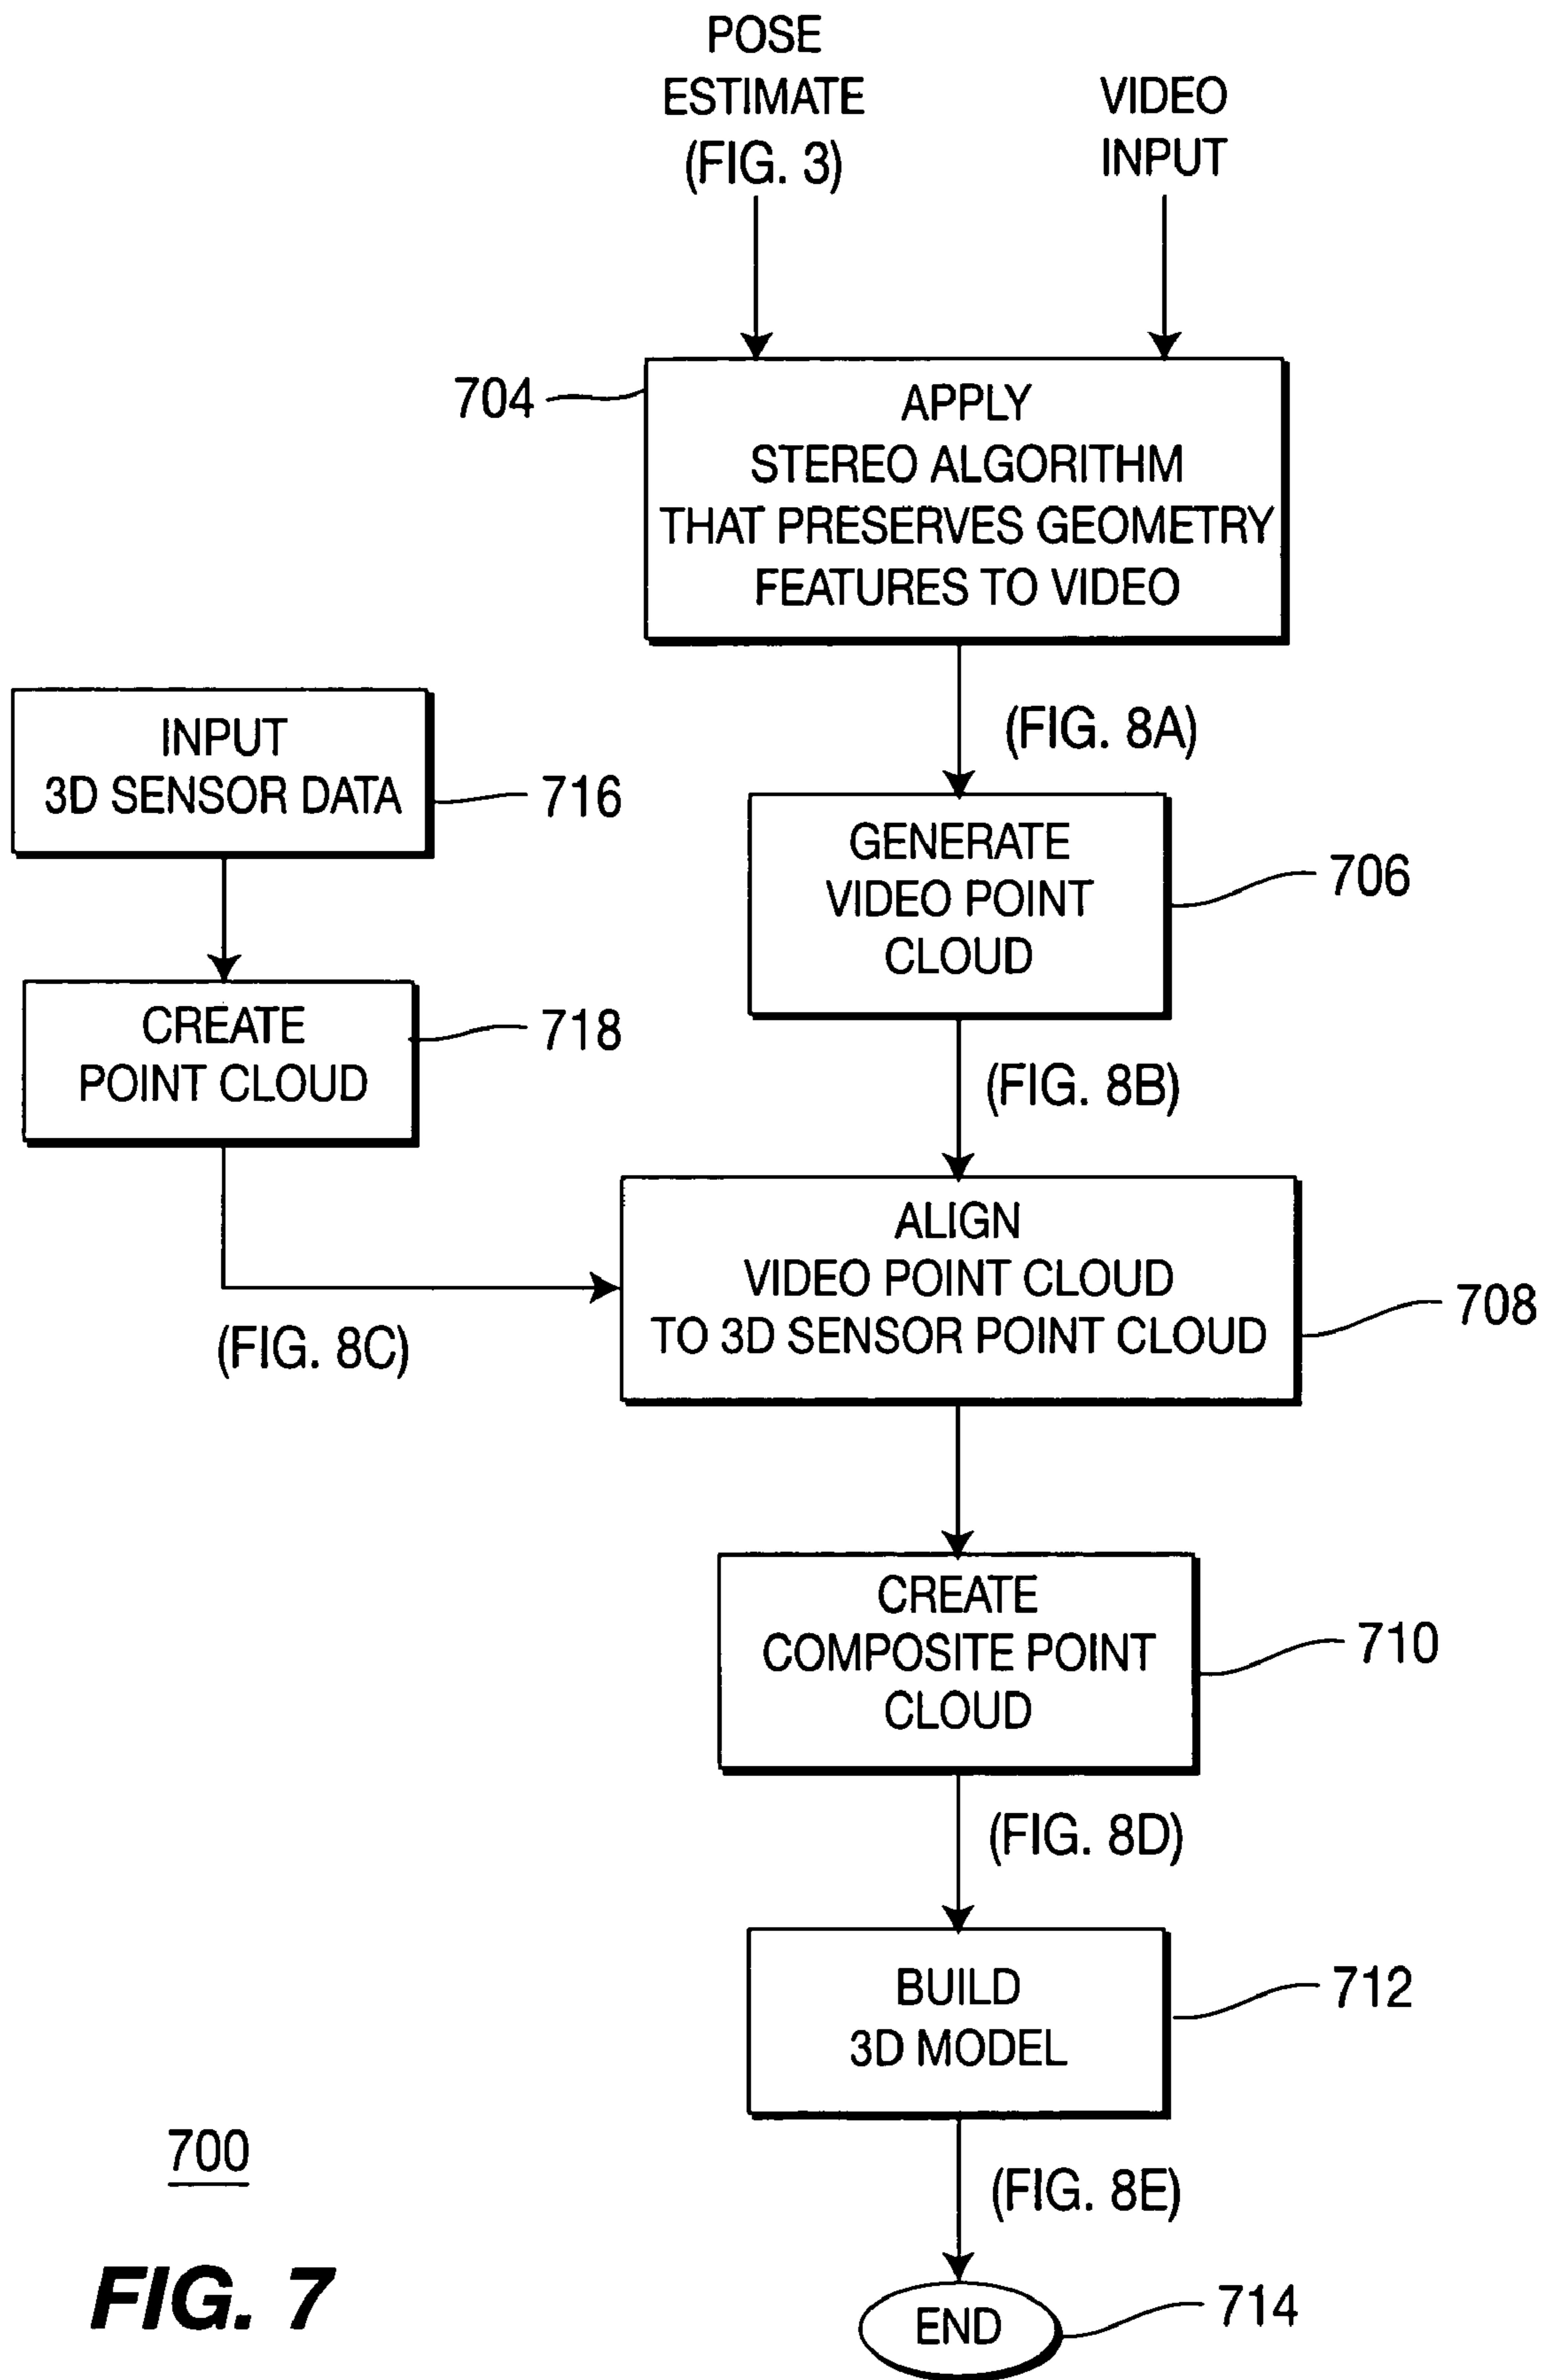 POSE
ESTIMATE
(FIG. 3)
VIDEO
INPUT
704
APPLY
STEREO ALGORITHM
THAT PRESERVES GEOMETRY
FEATURES TO VIDEO
(FIG. 8A)
INPUT
3D SENSOR DATA
716
GENERATE
VIDEO POINT
CLOUD
706
CREATE
POINT CLOUD
718
(FIG. 8B)
ALIGN
VIDEO POINT CLOUD
TO 3D SENSOR POINT CLOUD
708
(FIG. 8C)
CREATE
COMPOSITE POINT
CLOUD
710
(FIG. 8D)
BUILD
3D MODEL
712
700
(FIG. 8E)
FIG. 7
END
714